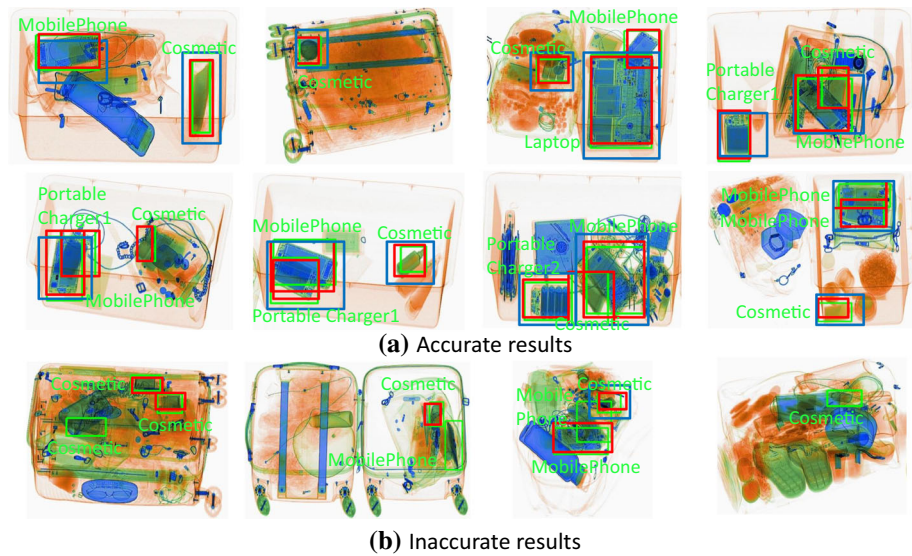 MobilePhone
Cosmetic
Cosmetic
MobilePhone
Cosmetic
Laptop
Cosmetic
Portable
Charger1
MobilePhone
Portable
Charger1
Cosmetic
MobilePhone
MobilePhone
Cosmetic
Portable Charger1
MobilePhone
Portable
Charger2
Cosmetic
MobilePhone
MobilePhone
Cosmetic
(a) Accurate results
Cosmetic
Cosmetic
Cosmetic
Cosmetic
MobilePhone
Cosmetic
Mobile
Phone
MobilePhone
Cosmetic
(b) Inaccurate results